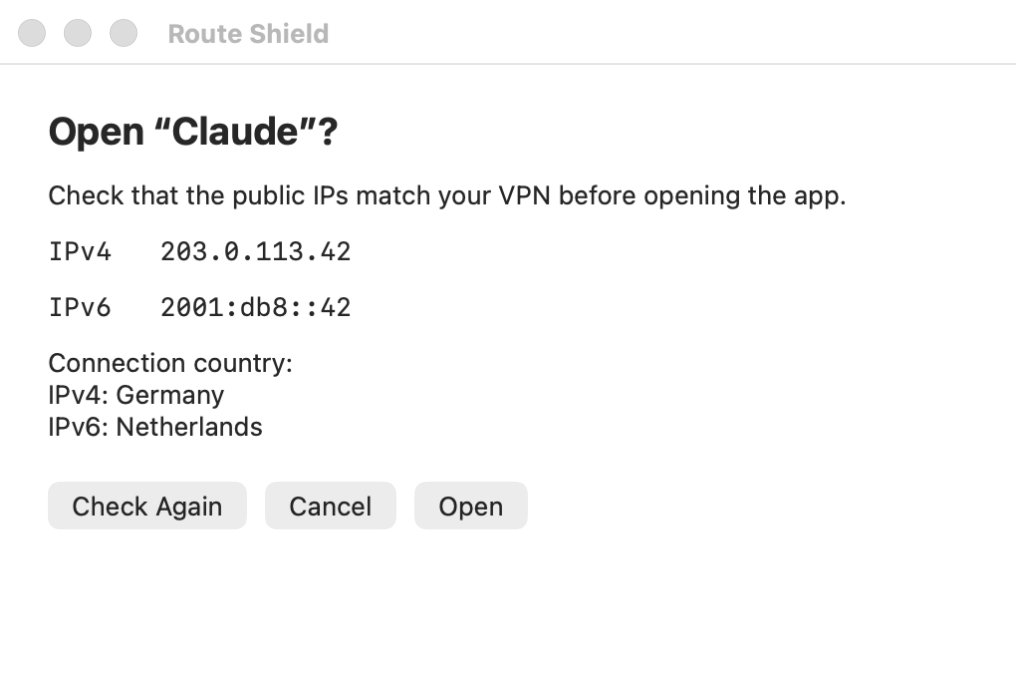 Route Shield
Open “Claude”?
Check that the public IPs match your VPN before opening the app.
IPv4 203.0.113.42
IPv6 2001:db8::42
Connection country:
IPv4: Germany
IPv6: Netherlands
Check Again Cancel Open